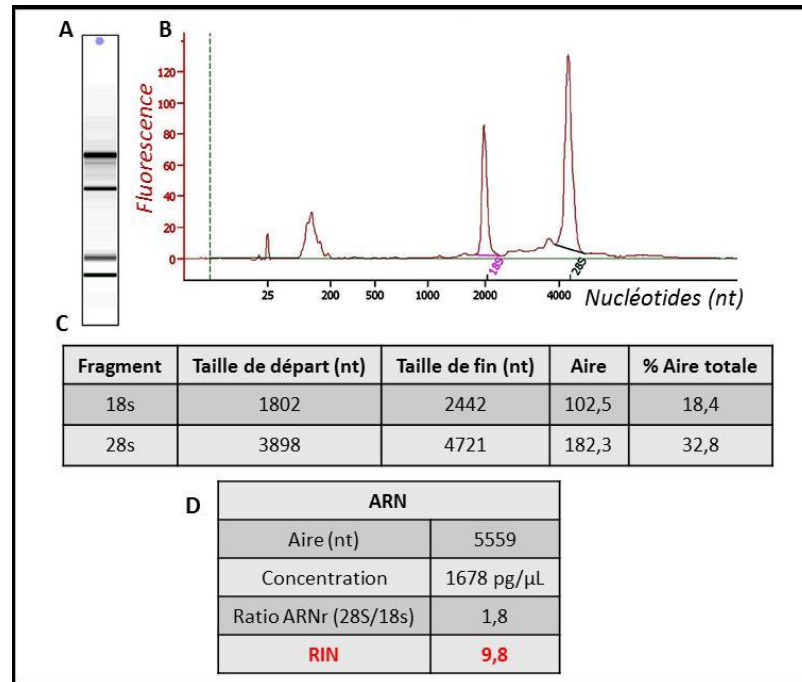 A
B
Fluorescence
120
100
80
60
40
20
0
18S
28S
25 200 500 1000 2000 4000 Nucléotides (nt)
C
Fragment Taille de départ (nt) Taille de fin (nt) Aire % Aire totale
18s 1802 2442 102,5 18,4
28s 3898 4721 182,3 32,8
D
ARN
Aire (nt) 5559
Concentration 1678 pg/µL
Ratio ARNr (28S/18s) 1,8
RIN 9,8